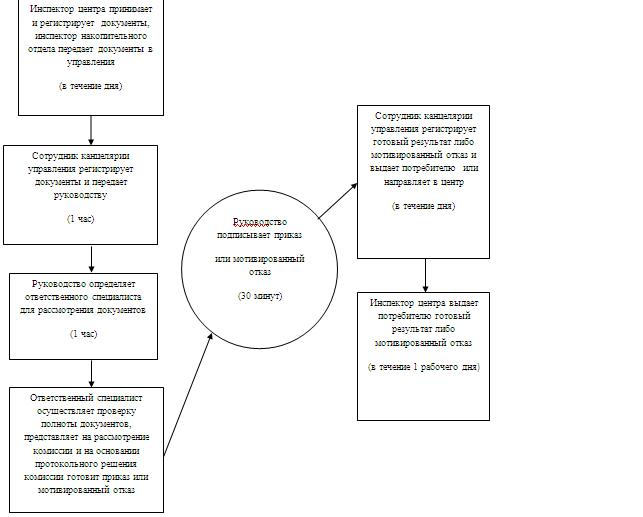 Инспектор центра принимает
и регистрирует документы,
инспектор накопительного
отдела передает документы в
управления
(в течение дня)
Сотрудник канцелярии
управления регистрирует
документы и передает
руководству
(1 час)
Руководство определяет
ответственного специалиста
для рассмотрения документов
(1 час)
Ответственный специалист
осуществляет проверку
полноты документов,
представляет на рассмотрение
комиссии и на основании
протокольного решения
комиссии готовит приказ или
мотивированный отказ
Руководство
подписывает приказ
или мотивированный
отказ
(30 минут)
Сотрудник канцелярии
управления регистрирует
готовый результат либо
мотивированный отказ и
выдает потребителю или
направляет в центр
(в течение дня)
Инспектор центра выдает
потребителю готовый
результат либо
мотивированный отказ
(в течение 1 рабочего дня)